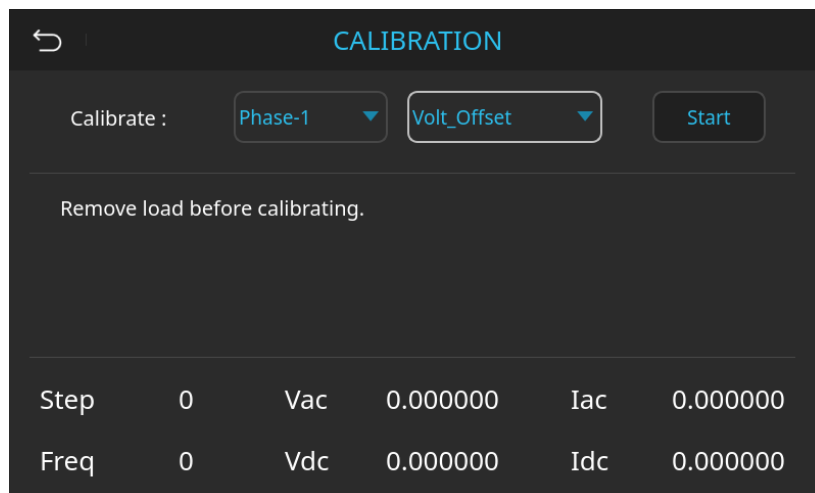 CALIBRATION
Calibrate : Phase-1 Volt_Offset Start
Remove load before calibrating.
Step 0 Vac 0.000000 Iac 0.000000
Freq 0 Vdc 0.000000 Idc 0.000000